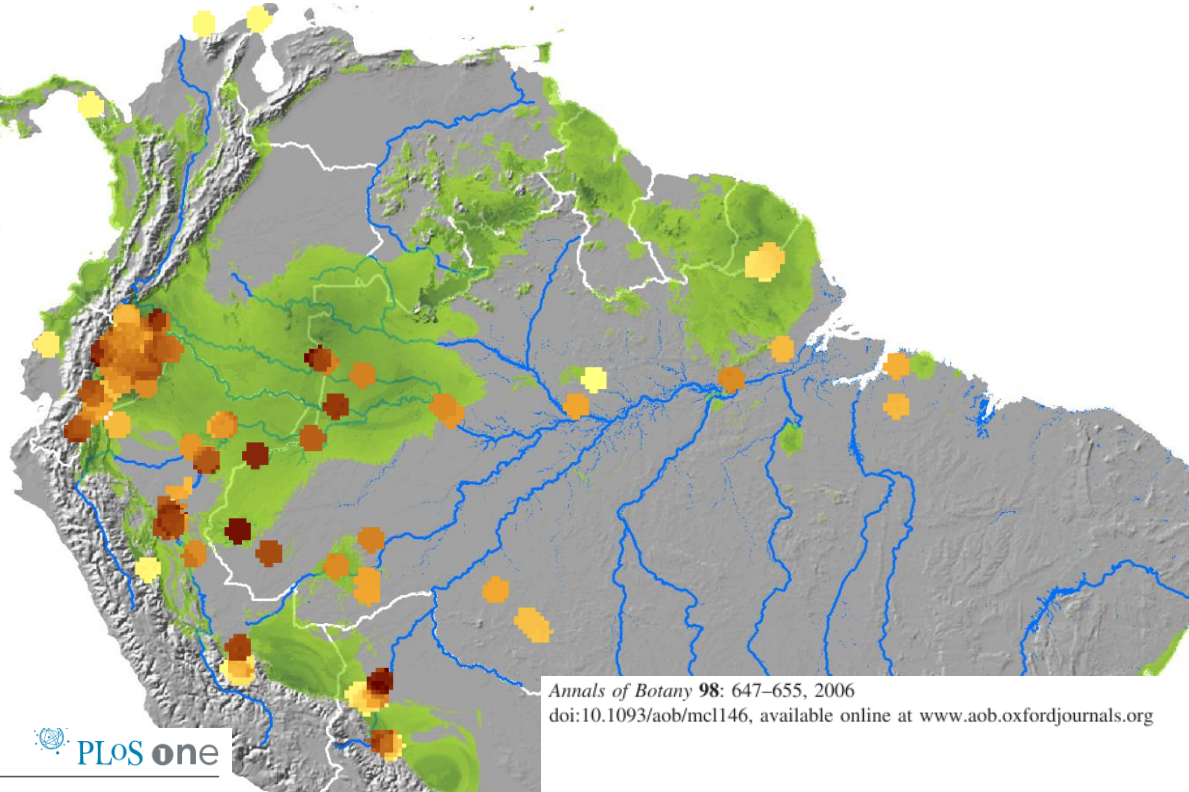 Annals of Botany 98: 647–655, 2006
doi:10.1093/aob/mcl146, available online at www.aob.oxfordjournals.org
PLoS one